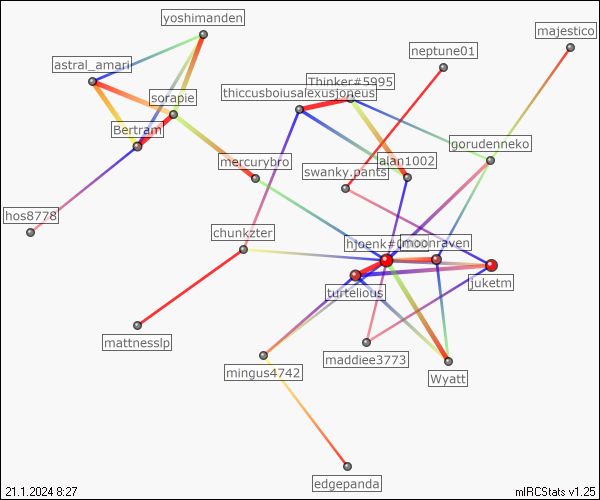 yoshimanden
majestico
neptune01
astral_amari
Thinker#5995
thiccusboiusalexusjoneus
sorapie
Bertram
gorudenneko
mercurybro
alan1002
swanky.pants
hos8778
chunkzter
hjoenk#0
moonraven
juketm
turtelious
mattnesslp
maddiee3773
mingus4742
Wyatt
edgepanda
21.1.2024 8:27
mIRCStats v1.25